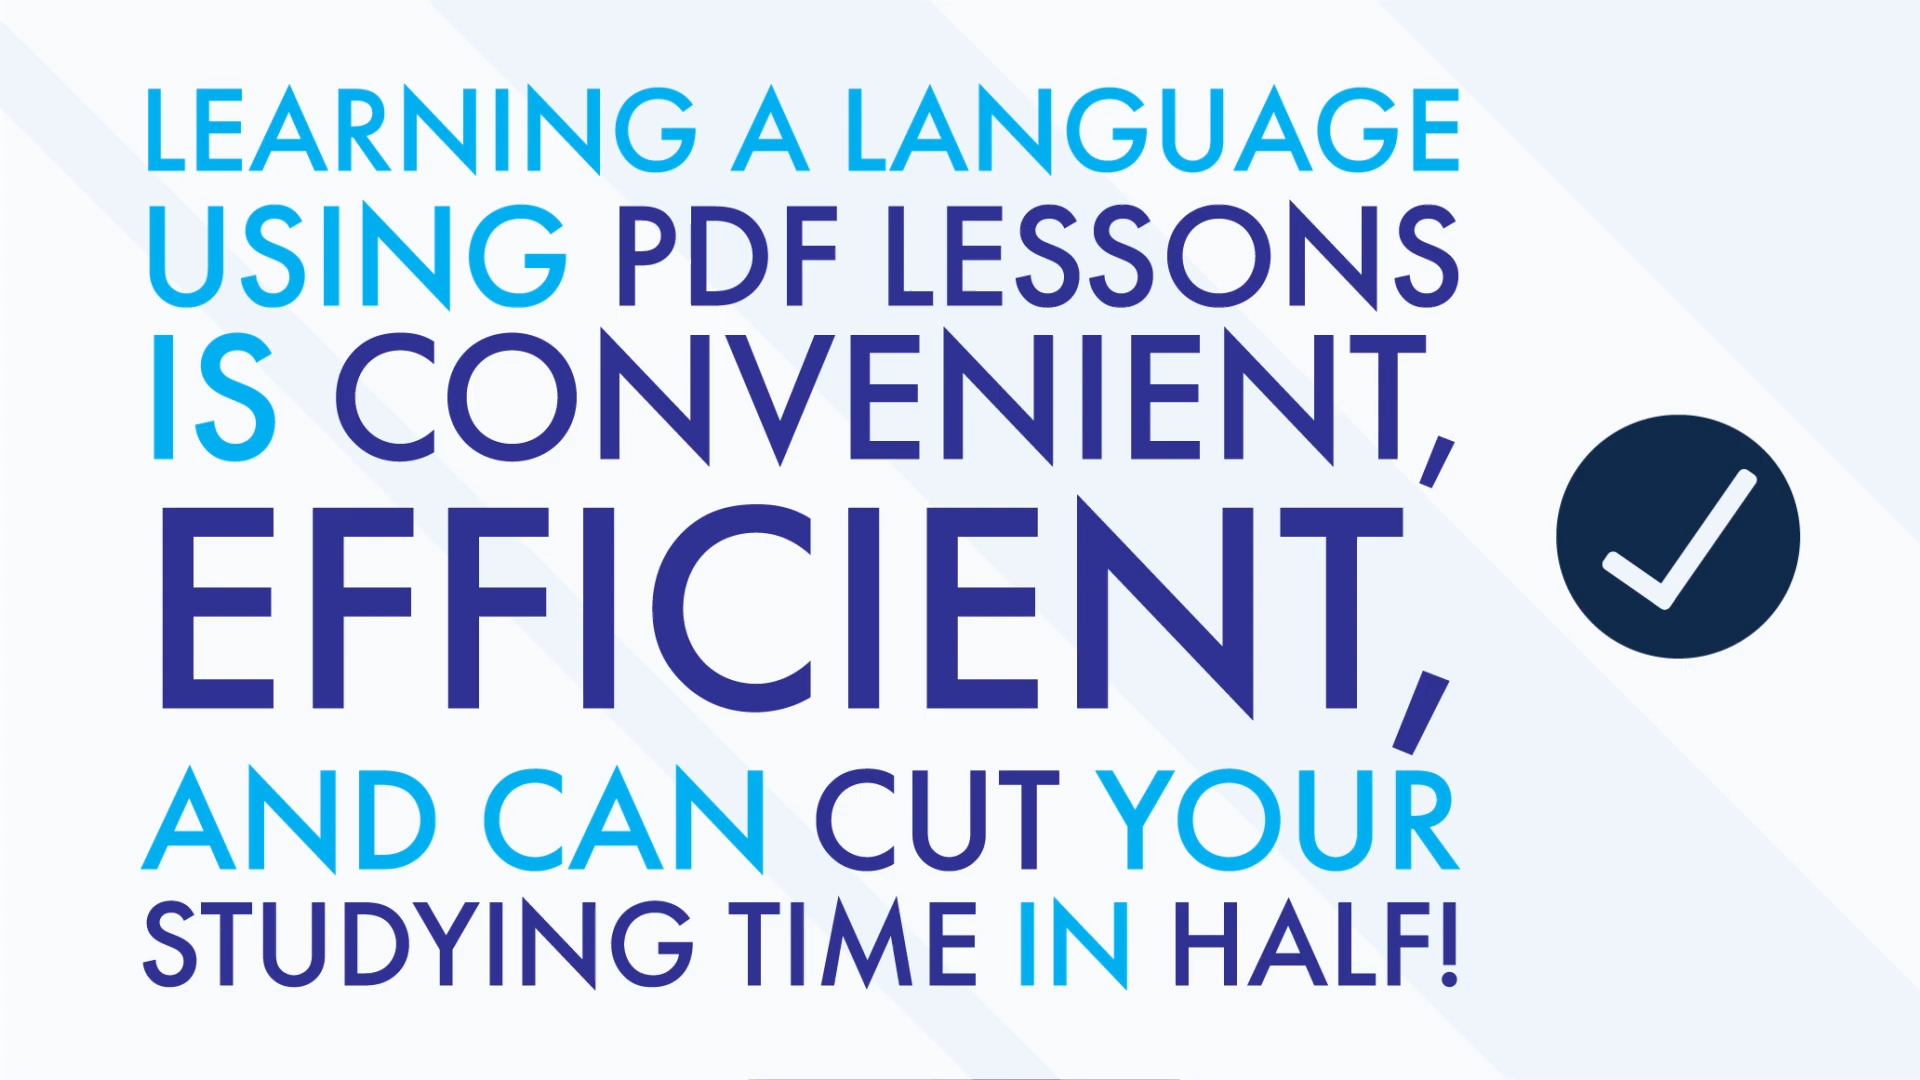 LEARNING A LANGUAGE
USING PDF LESSONS
IS CONVENIENT,
EFFICIENT,
AND CAN CUT YOUR
STUDYING TIME IN HALF!